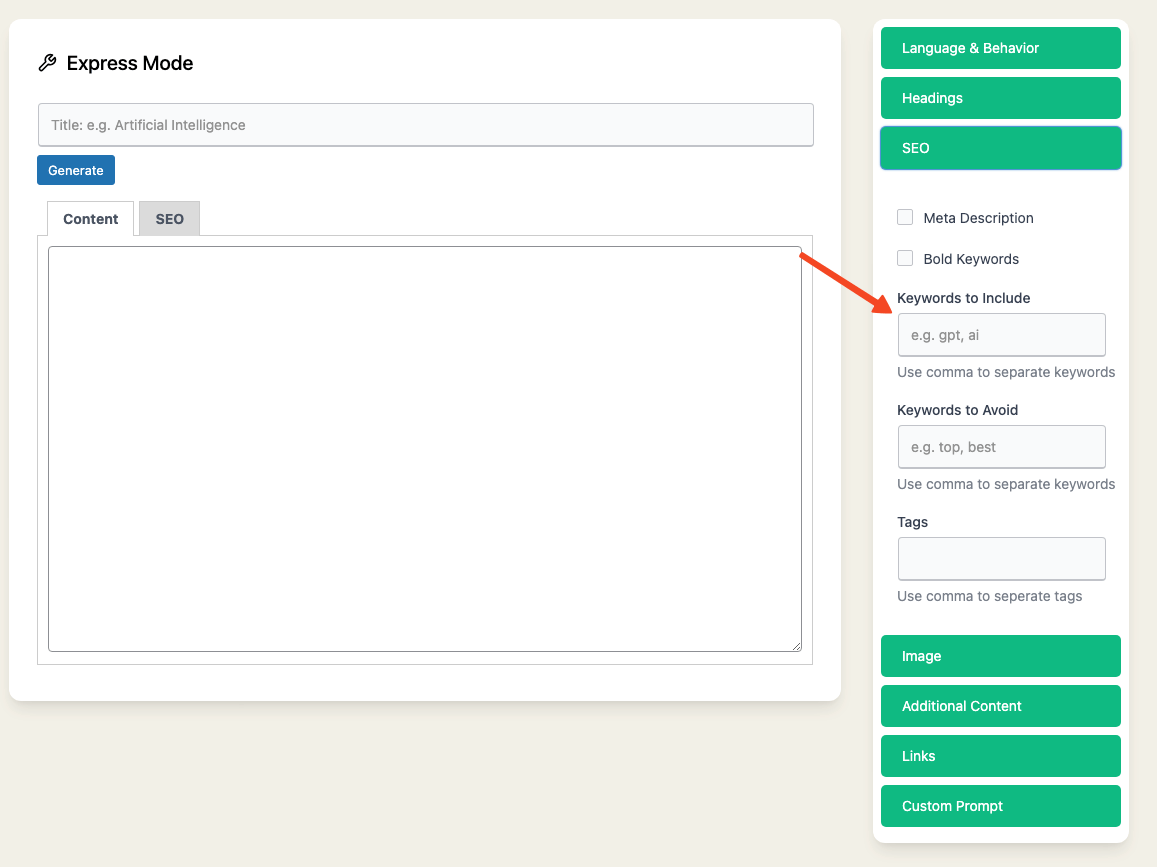 Express Mode
Title: e.g. Artificial Intelligence
Generate
Content
SEO
Language & Behavior
Headings
SEO
Meta Description
Bold Keywords
Keywords to Include
e.g. gpt, ai
Use comma to separate keywords
Keywords to Avoid
e.g. top, best
Use comma to separate keywords
Tags
Use comma to seperate tags
Image
Additional Content
Links
Custom Prompt